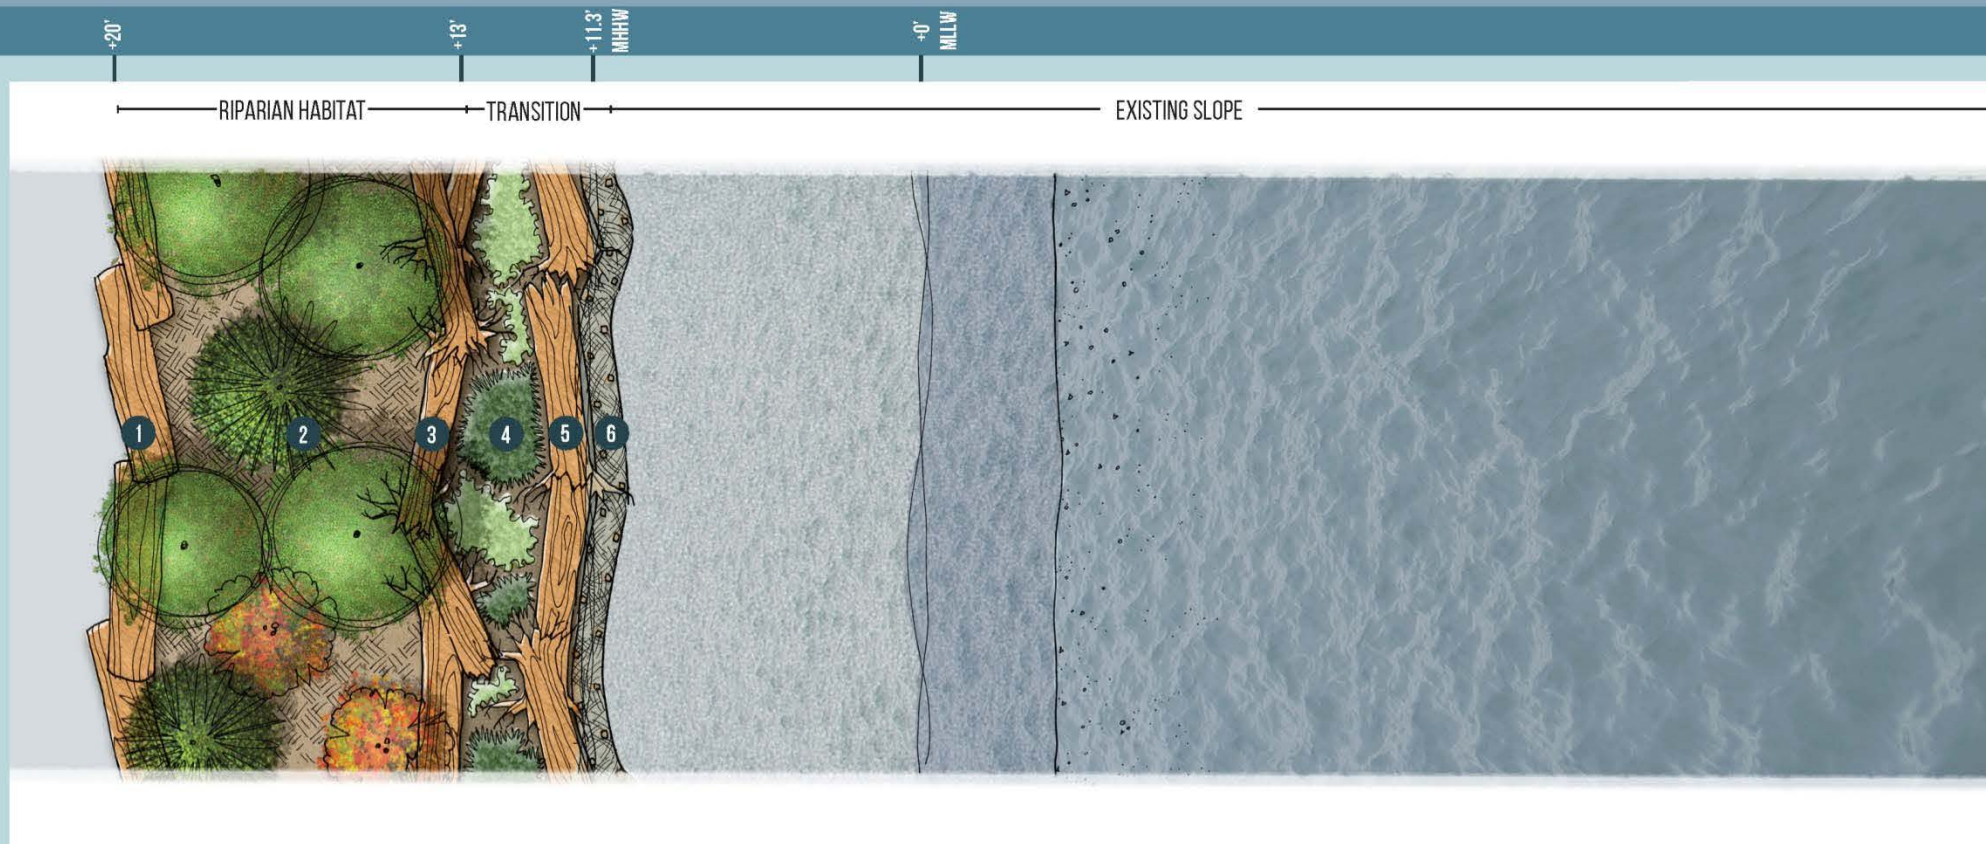 +20'
+13'
+11.3'
MHHW
+0'
MLLW
RIPARIAN HABITAT
TRANSITION
EXISTING SLOPE
1
2
3
4
5
6